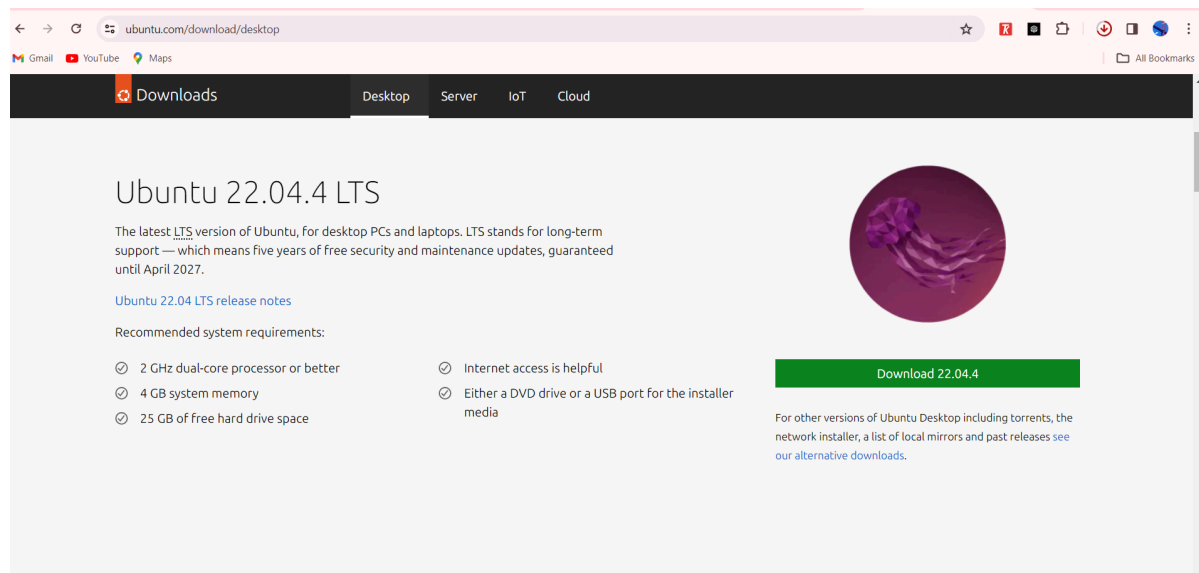 ubuntu.com/download/desktop
Gmail YouTube Maps All Bookmarks
Downloads Desktop Server IoT Cloud
Ubuntu 22.04.4 LTS
The latest LTS version of Ubuntu, for desktop PCs and laptops. LTS stands for long-term
support — which means five years of free security and maintenance updates, guaranteed
until April 2027.
Ubuntu 22.04 LTS release notes
Recommended system requirements:
2 GHz dual-core processor or better
4 GB system memory
25 GB of free hard drive space
Internet access is helpful
Either a DVD drive or a USB port for the installer
media
Download 22.04.4
For other versions of Ubuntu Desktop including torrents, the
network installer, a list of local mirrors and past releases see
our alternative downloads.